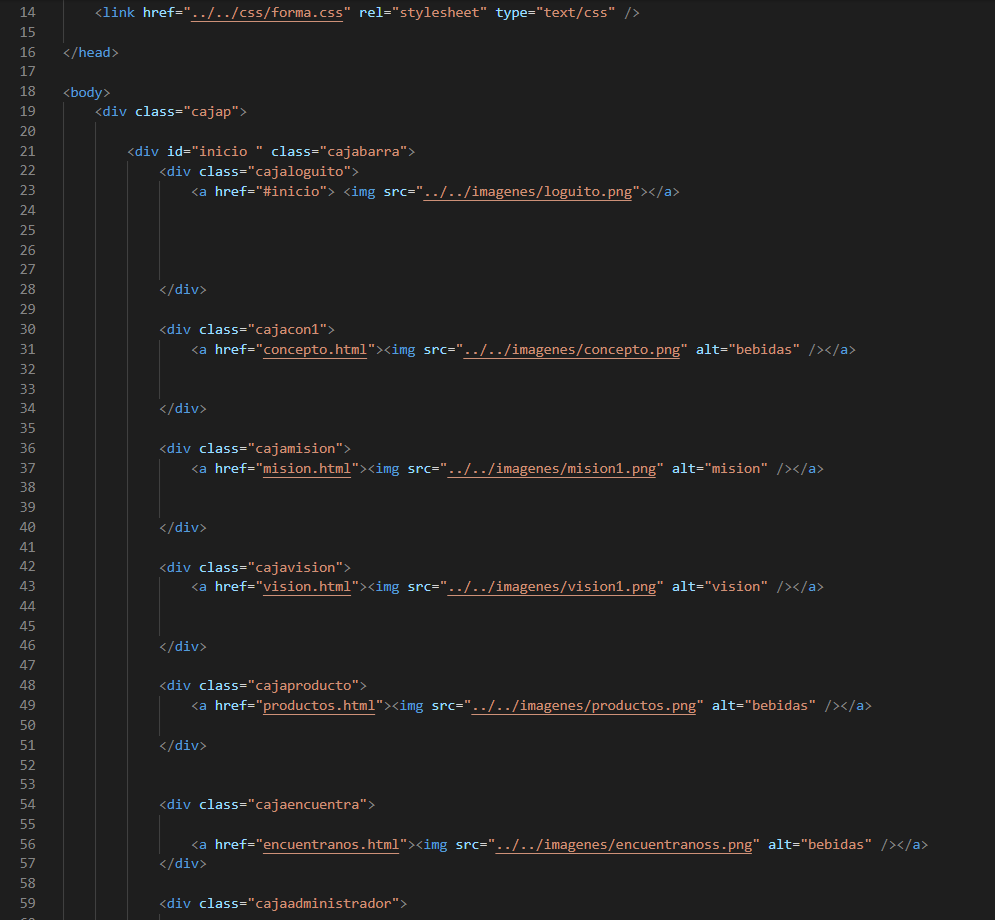 14 <link href="../../css/forma.css" rel="stylesheet" type="text/css" />
15
16 </head>
17
18 <body>
19 <div class="cajap">
20
21 <div id="inicio " class="cajabarra">
22 <div class="cajaloguito">
23 <a href="#inicio"> <img src="../../imagenes/loguito.png"></a>
24
25
26
27
28 </div>
29
30 <div class="cajacon1">
31 <a href="concepto.html"><img src="../../imagenes/concepto.png" alt="bebidas" /></a>
32
33
34 </div>
35
36 <div class="cajamision">
37 <a href="mision.html"><img src="../../imagenes/mision1.png" alt="mision" /></a>
38
39
40 </div>
41
42 <div class="cajavision">
43 <a href="vision.html"><img src="../../imagenes/vision1.png" alt="vision" /></a>
44
45
46 </div>
47
48 <div class="cajaproducto">
49 <a href="productos.html"><img src="../../imagenes/productos.png" alt="bebidas" /></a>
50
51 </div>
52
53
54 <div class="cajaencuentra">
55
56 <a href="encuentranos.html"><img src="../../imagenes/encuentranoss.png" alt="bebidas" /></a>
57 </div>
58
59 <div class="cajaadministrador">